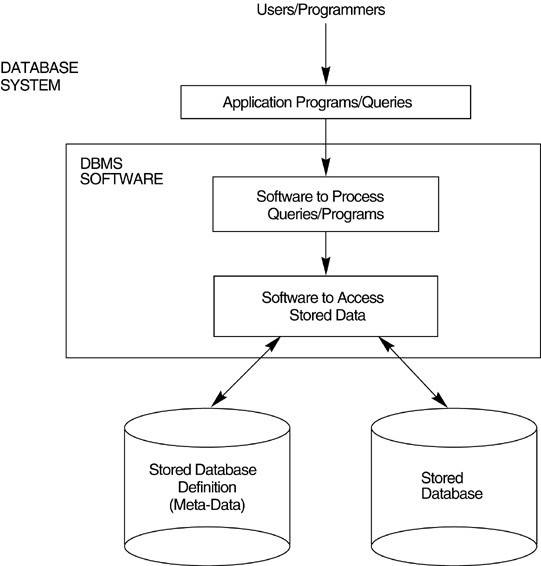 Users/Programmers
DATABASE
SYSTEM
Application Programs/Queries
DBMS
SOFTWARE
Software to Process
Queries/Programs
Software to Access
Stored Data
Stored Database
Definition
(Meta-Data)
Stored
Database